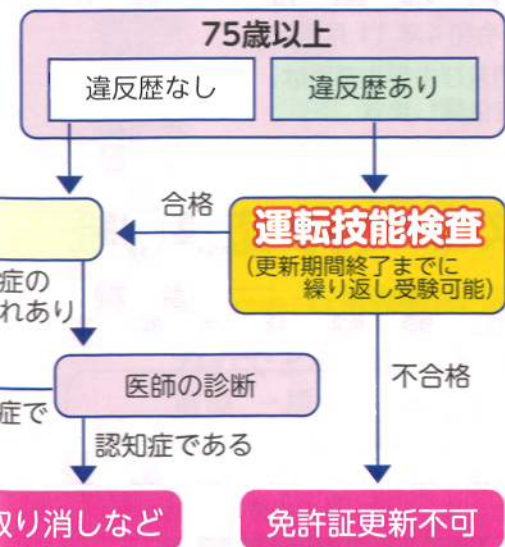 75歳以上
違反歴なし
違反歴あり
合格
運転技能検査
(更新期間終了までに
繰り返し受験可能)
症の
れあり
医師の診断
不合格
症で
認知症である
取り消しなど
免許証更新不可